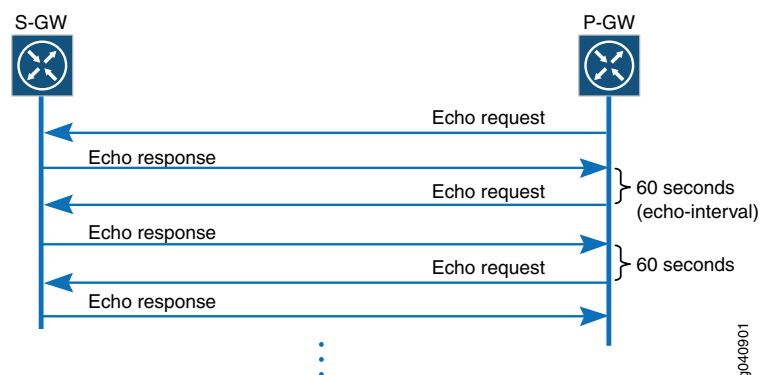 S-GW
P-GW
Echo request
Echo response
Echo request
60 seconds
(echo-interval)
Echo response
Echo request
60 seconds
Echo response
g040901